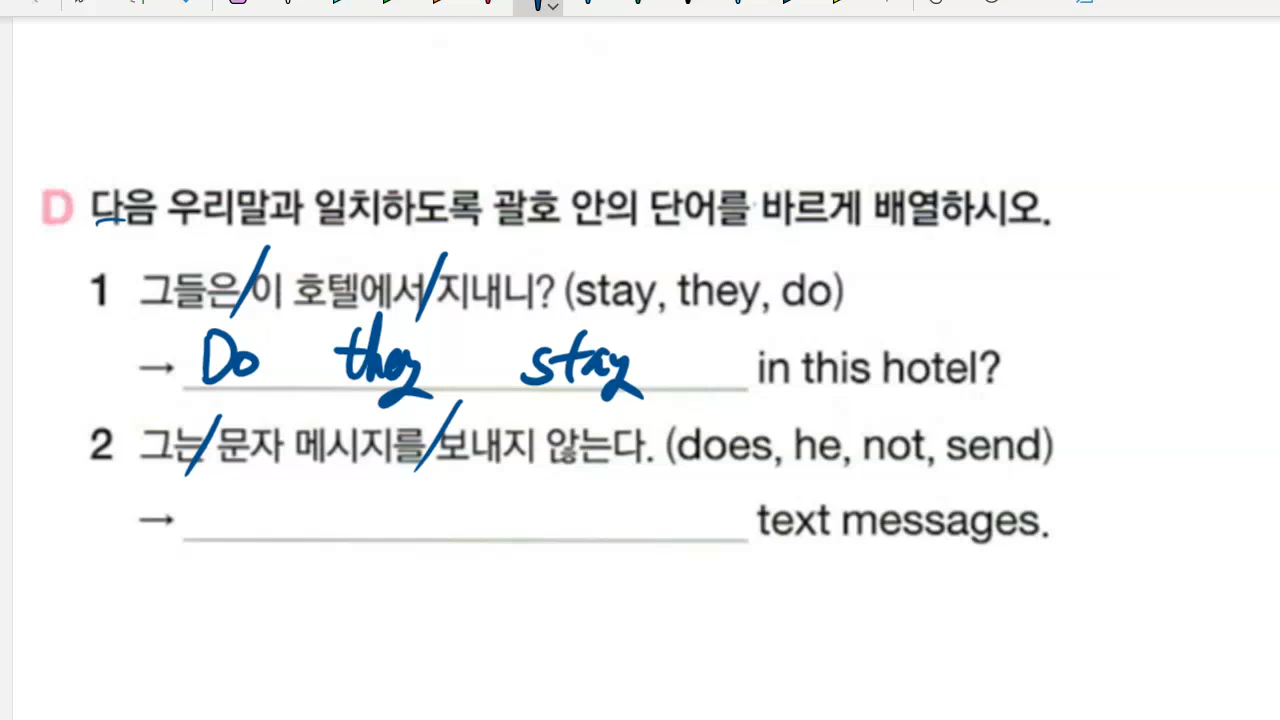 D 다음 우리말과 일치하도록 괄호 안의 단어를 바르게 배열하시오.
1 그들은/이 호텔에서/지내니? (stay, they, do)
→ Do they stay in this hotel?
2 그는/문자 메시지를/보내지 않는다. (does, he, not, send)
→ text messages.